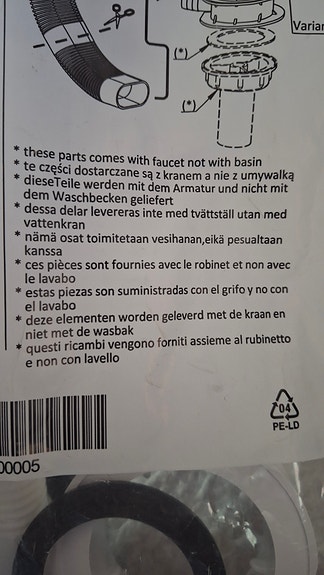 Varian
(*)
(*)
* these parts comes with faucet not with basin
* te części dostarczane są z kranem a nie z umywalką
* dieseTeile werden mit dem Armatur und nicht mit
dem Waschbecken geliefert
* dessa delar levereras inte med tvättställ utan med
vattenkran
* nämä osat toimitetaan vesihanan,eikä pesualtaan
kanssa
* ces pièces sont fournies avec le robinet et non avec
le lavabo
* estas piezas son suministradas con el grifo y no con
el lavabo
* deze elementen worden geleverd met de kraan en
niet met de wasbak
* questi ricambi vengono forniti assieme al rubinetto
e non con lavello
04
PE-LD
00005